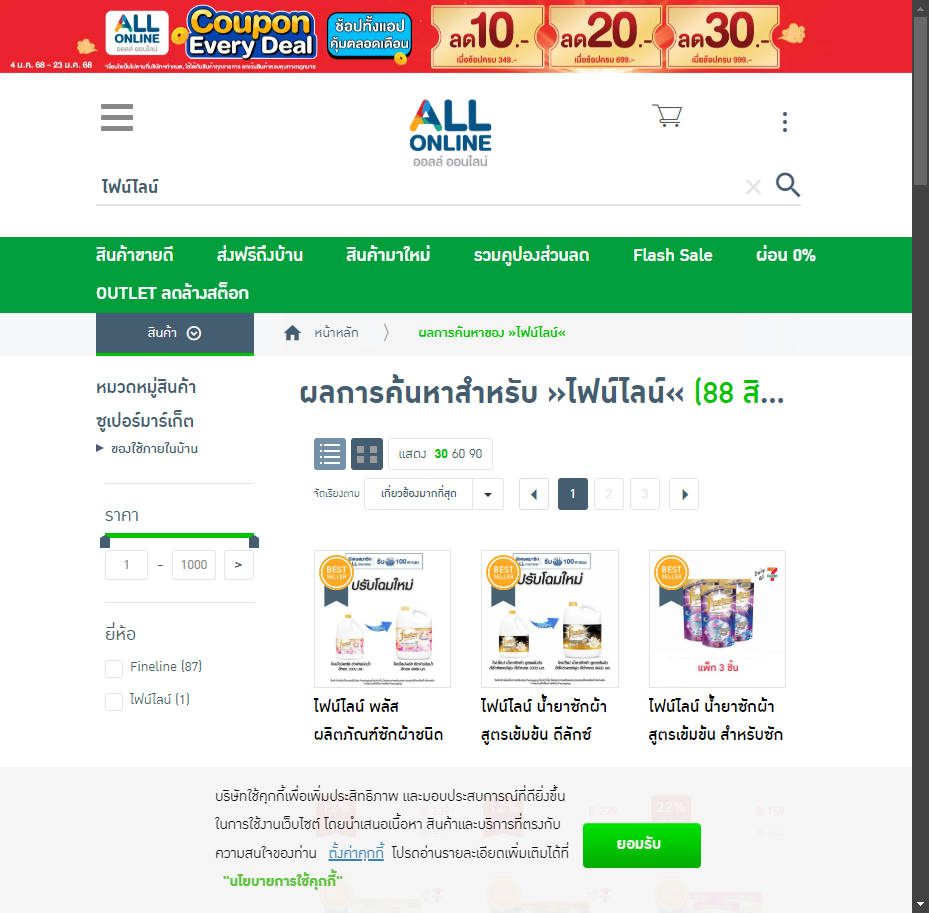 ALL
ONLINE
ออลล์ ออนไลน์
Coupon
Every Deal
ช้อปทั้งแอป
คุ้มตลอดเดือน
ลด10.-
เมื่อช้อปครบ 349.-
ลด20.-
เมื่อช้อปครบ 699.-
ลด30.-
เมื่อช้อปครบ 999.-
4 ม.ค. 68 – 23 ม.ค. 68
ALL
ONLINE
ออลล์ ออนไลน์
ไฟน์ไลน์
สินค้าขายดี ส่งฟรีถึงบ้าน สินค้ามาใหม่ รวมคูปองส่วนลด Flash Sale ผ่อน 0%
OUTLET ลดล้างสต็อก
สินค้า
หน้าหลัก
ผลการค้นหาของ »ไฟน์ไลน์«
หมวดหมู่สินค้า
ซูเปอร์มาร์เก็ต
ของใช้ภายในบ้าน
ราคา
1 – 1000 >
ยี่ห้อ
Fineline (87)
ไฟน์ไลน์ (1)
ผลการค้นหาสำหรับ »ไฟน์ไลน์« (88 สิ...
แสดง 30 60 90
จัดเรียงตาม เกี่ยวข้องมากที่สุด 1 2 3
BEST
SELLER
รับ 100
ปรับโฉมใหม่
BEST
SELLER
รับ 100
ปรับโฉมใหม่
BEST
SELLER
แพ็ก 3 ชิ้น
ไฟน์ไลน์ พลัส
ผลิตภัณฑ์ซักผ้าชนิด
ไฟน์ไลน์ น้ำยาซักผ้า
สูตรเข้มข้น ดีลักซ์
ไฟน์ไลน์ น้ำยาซักผ้า
สูตรเข้มข้น สำหรับซัก
บริษัทใช้คุกกี้เพื่อเพิ่มประสิทธิภาพ และมอบประสบการณ์ที่ดียิ่งขึ้น
ในการใช้งานเว็บไซต์ โดยนำเสนอเนื้อหา สินค้าและบริการที่ตรงกับ
ความสนใจของท่าน ตั้งค่าคุกกี้ โปรดอ่านรายละเอียดเพิ่มเติมได้ที่
"นโยบายการใช้คุกกี้"
ยอมรับ